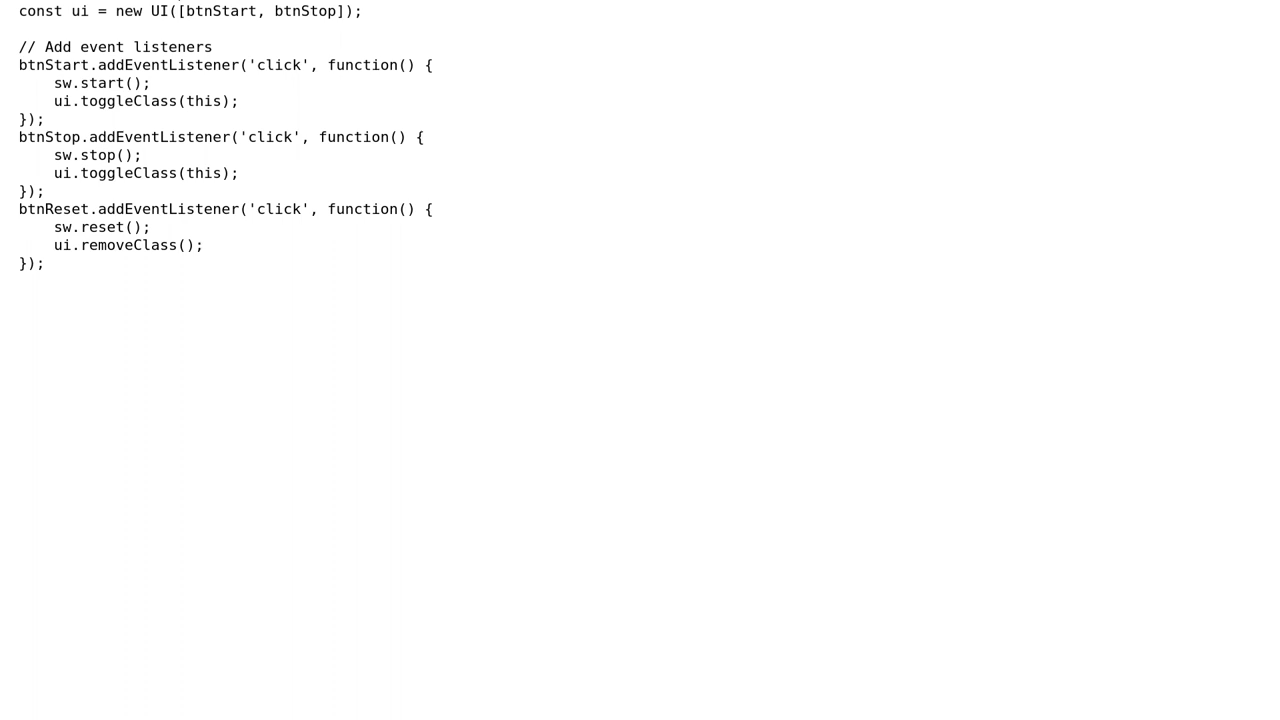 const ui = new UI([btnStart, btnStop]);

// Add event listeners
btnStart.addEventListener('click', function() {
    sw.start();
    ui.toggleClass(this);
});
btnStop.addEventListener('click', function() {
    sw.stop();
    ui.toggleClass(this);
});
btnReset.addEventListener('click', function() {
    sw.reset();
    ui.removeClass();
});